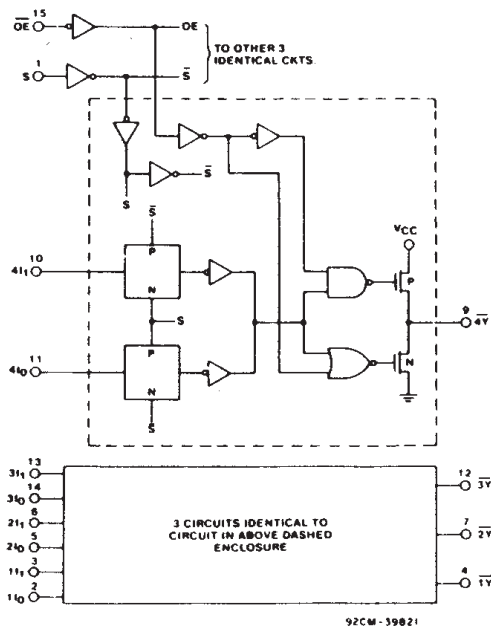 OE 15
OE
TO OTHER 3
IDENTICAL CKTS.
S 1
S
S
S
S
VCC
4I1 10
P
N
P
S
9 4Y
4I0 11
P
N
N
S
3I1 13
3I0 14
2I1 6
2I0 5
1I1 3
1I0 2
3 CIRCUITS IDENTICAL TO
CIRCUIT IN ABOVE DASHED
ENCLOSURE
12 3Y
7 2Y
4 1Y
92CM-39821